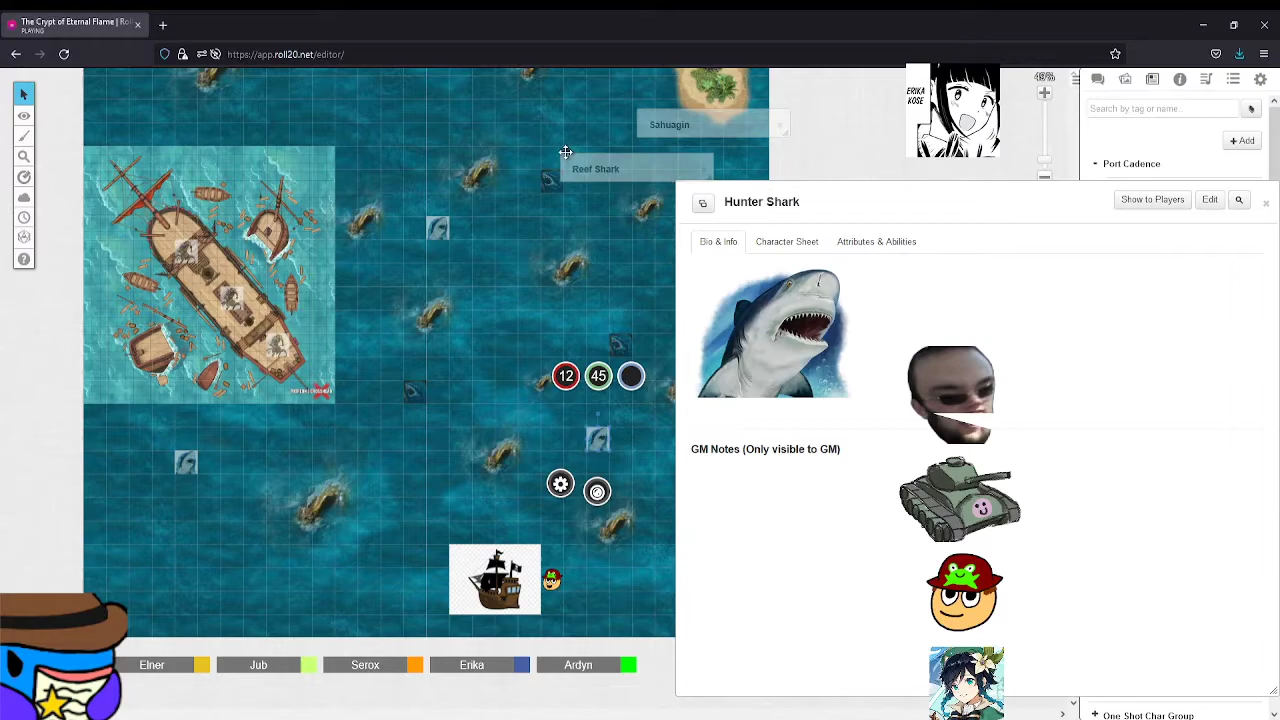 The Crypt of Eternal Flame | Roll
PLAYING
https://app.roll20.net/editor/
ERIKA
KOSE
49%
Search by tag or name..
+ Add
Port Cadence
Sahuagin
Reef Shark
Hunter Shark
Show to Players
Edit
Bio & Info
Character Sheet
Attributes & Abilities
12
45
GM Notes (Only visible to GM)
Elner
Jub
Serox
Erika
Ardyn
One Shot Char Group